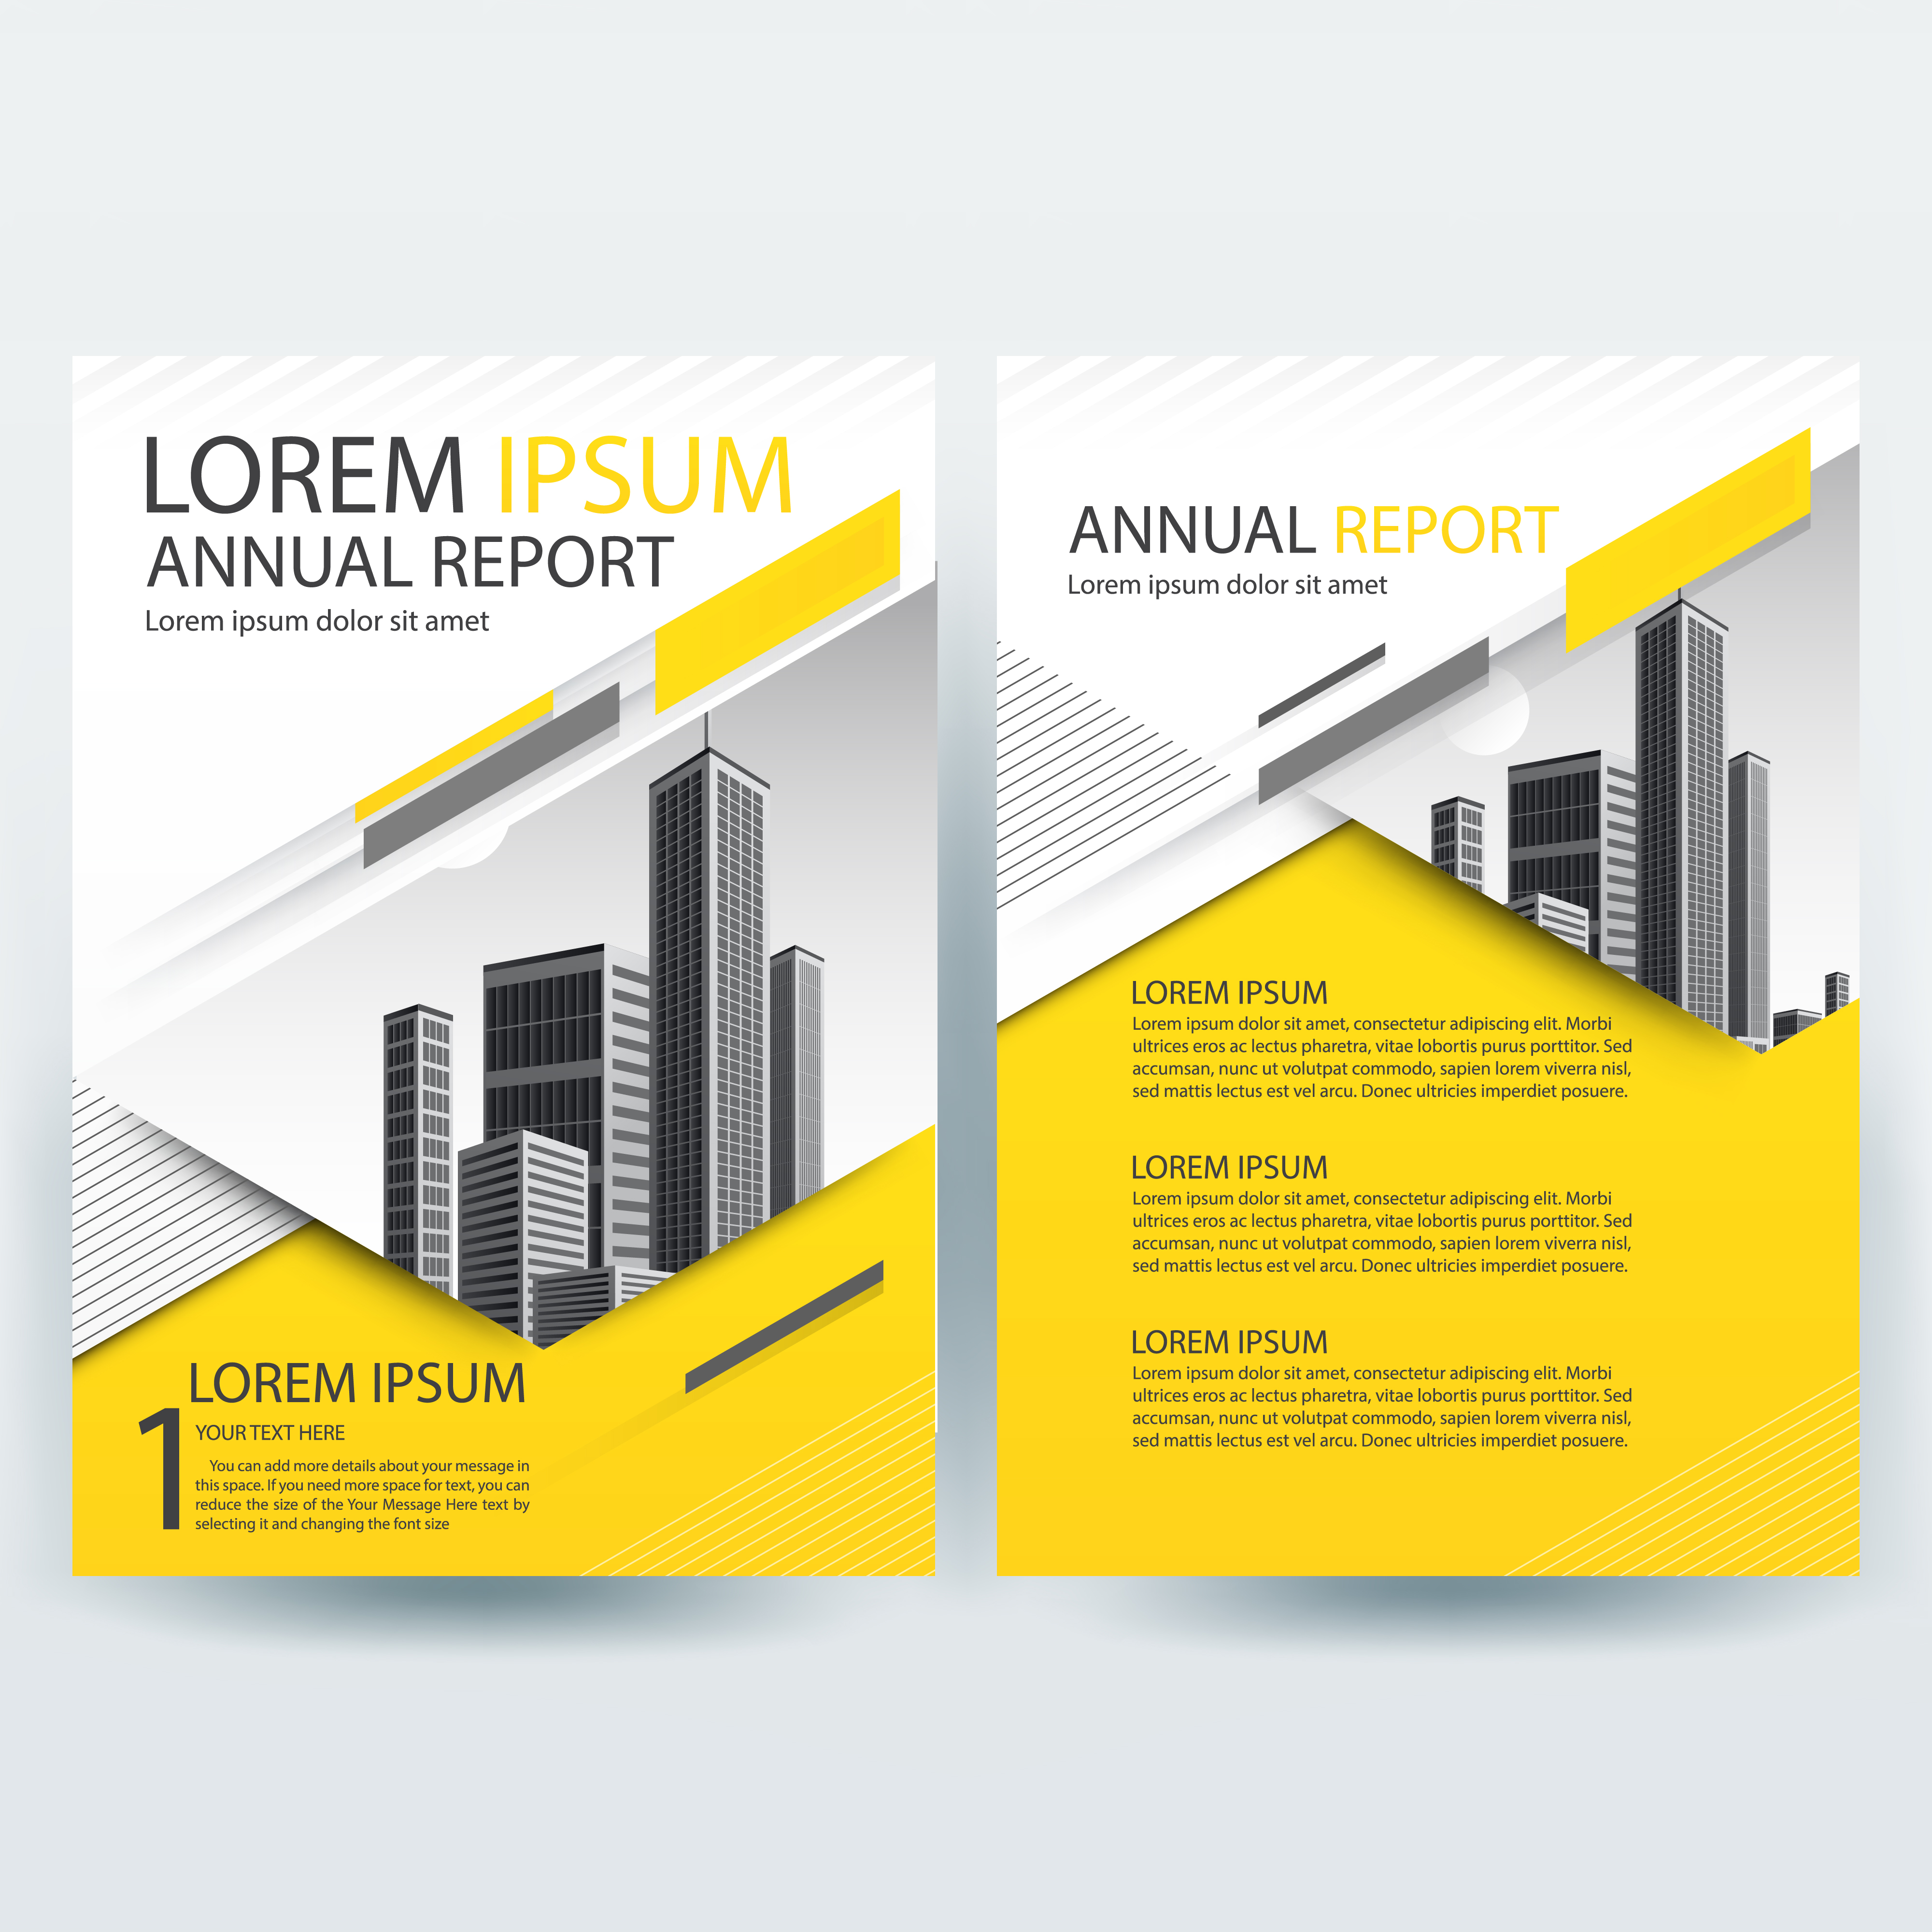 LOREM IPSUM
ANNUAL REPORT
Lorem ipsum dolor sit amet
LOREM IPSUM
1
YOUR TEXT HERE
You can add more details about your message in
this space. If you need more space for text, you can
reduce the size of the Your Message Here text by
selecting it and changing the font size
ANNUAL REPORT
Lorem ipsum dolor sit amet
LOREM IPSUM
Lorem ipsum dolor sit amet, consectetur adipiscing elit. Morbi
ultrices eros ac lectus pharetra, vitae lobortis purus porttitor. Sed
accumsan, nunc ut volutpat commodo, sapien lorem viverra nisl,
sed mattis lectus est vel arcu. Donec ultricies imperdiet posuere.
LOREM IPSUM
Lorem ipsum dolor sit amet, consectetur adipiscing elit. Morbi
ultrices eros ac lectus pharetra, vitae lobortis purus porttitor. Sed
accumsan, nunc ut volutpat commodo, sapien lorem viverra nisl,
sed mattis lectus est vel arcu. Donec ultricies imperdiet posuere.
LOREM IPSUM
Lorem ipsum dolor sit amet, consectetur adipiscing elit. Morbi
ultrices eros ac lectus pharetra, vitae lobortis purus porttitor. Sed
accumsan, nunc ut volutpat commodo, sapien lorem viverra nisl,
sed mattis lectus est vel arcu. Donec ultricies imperdiet posuere.